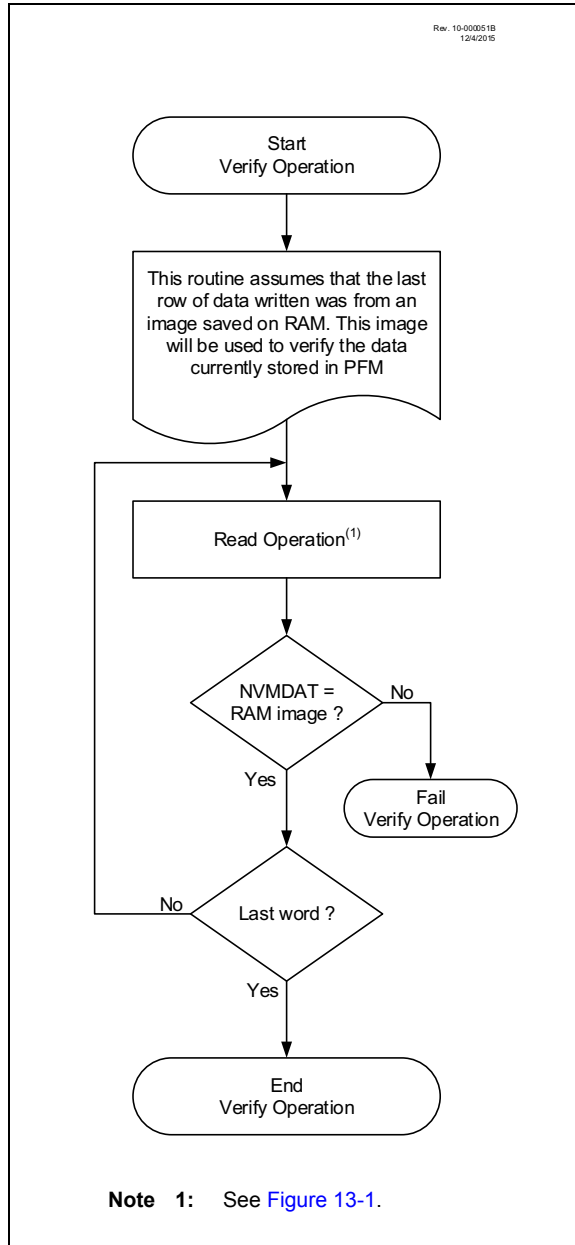 Rev. 10-000051B
12/4/2015
Start
Verify Operation
This routine assumes that the last
row of data written was from an
image saved on RAM. This image
will be used to verify the data
currently stored in PFM
Read Operation(1)
NVMDAT =
RAM image ?
No
Yes
Fail
Verify Operation
Last word ?
No
Yes
End
Verify Operation
Note 1: See Figure 13-1.